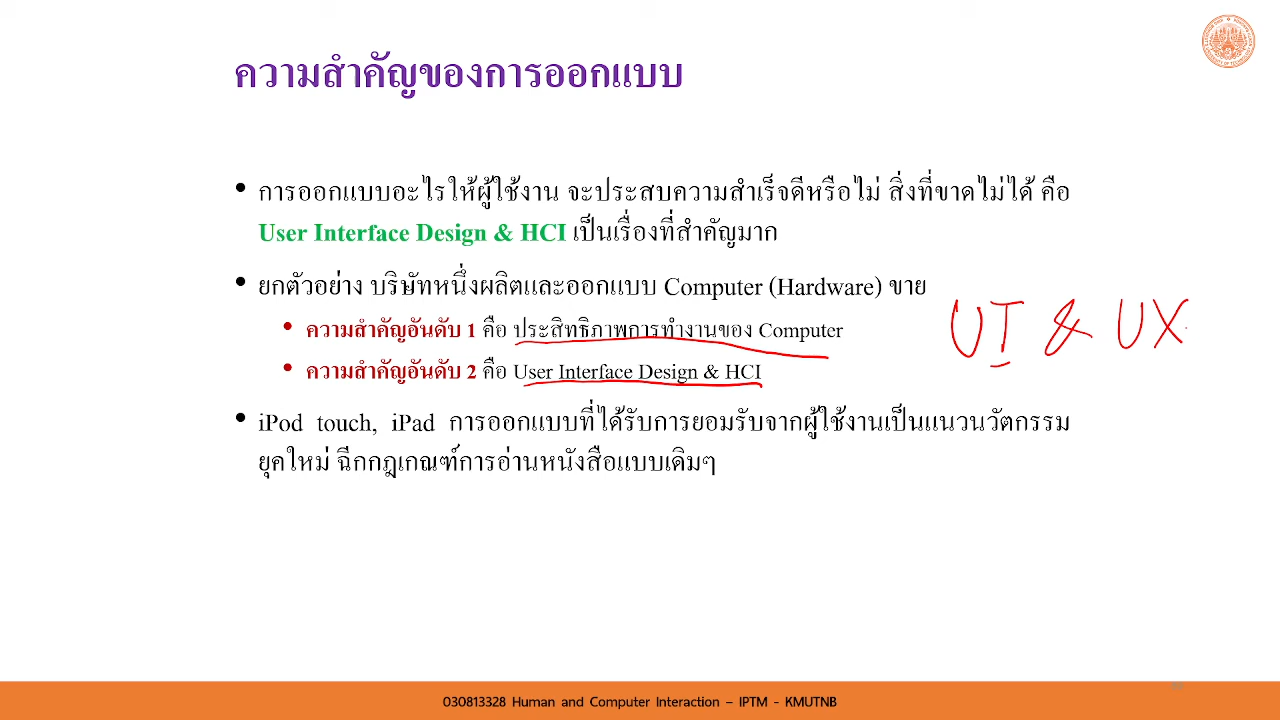 ความสำคัญของการออกแบบ
• การออกแบบอะไรให้ผู้ใช้งาน จะประสบความสำเร็จดีหรือไม่ สิ่งที่ขาดไม่ได้ คือ
User Interface Design & HCI เป็นเรื่องที่สำคัญมาก
• ยกตัวอย่าง บริษัทหนึ่งผลิตและออกแบบ Computer (Hardware) ขาย
• ความสำคัญอันดับ 1 คือ ประสิทธิภาพการทำงานของ Computer
UI & UX
• ความสำคัญอันดับ 2 คือ User Interface Design & HCI
• iPod touch, iPad การออกแบบที่ได้รับการยอมรับจากผู้ใช้งานเป็นแนวนวัตกรรม
ยุคใหม่ ฉีกกฎเกณฑ์การอ่านหนังสือแบบเดิมๆ
030813328 Human and Computer Interaction – IPTM - KMUTNB